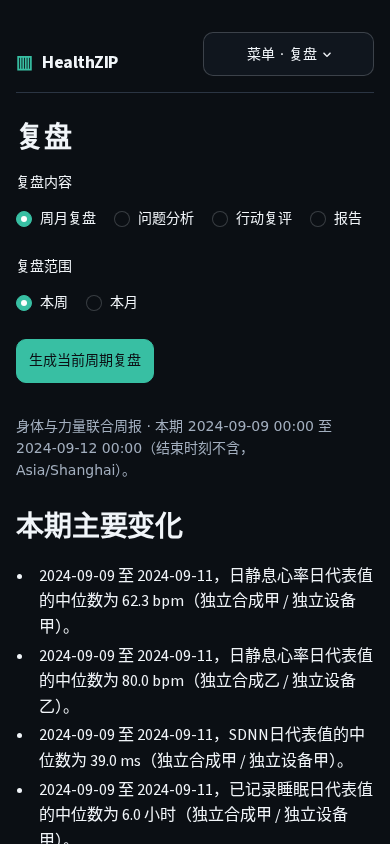 HealthZIP
菜单 · 复盘
复盘
复盘内容
周月复盘 问题分析 行动复评 报告
复盘范围
本周 本月
生成当前周期复盘
身体与力量联合周报 · 本期 2024-09-09 00:00 至
2024-09-12 00:00（结束时刻不含，
Asia/Shanghai）。
本期主要变化
2024-09-09 至 2024-09-11，日静息心率日代表值
的中位数为 62.3 bpm（独立合成甲 / 独立设备
甲）。
2024-09-09 至 2024-09-11，日静息心率日代表值
的中位数为 80.0 bpm（独立合成乙 / 独立设备
乙）。
2024-09-09 至 2024-09-11，SDNN日代表值的中
位数为 39.0 ms（独立合成甲 / 独立设备甲）。
2024-09-09 至 2024-09-11，已记录睡眠日代表值
的中位数为 6.0 小时（独立合成甲 / 独立设备
甲）。